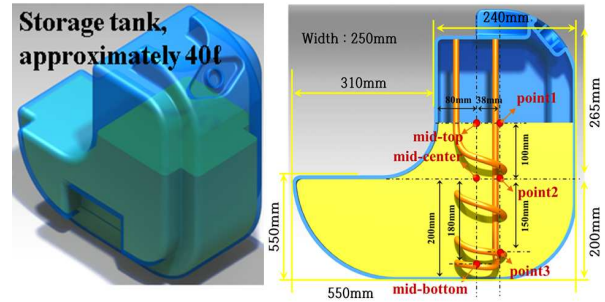 Storage tank,
approximately 40ℓ
240mm
Width : 250mm
310mm
80mm
38mm
point1
265mm
mid-top
mid-center
100mm
point2
550mm
200mm
180mm
150mm
200mm
point3
mid-bottom
550mm